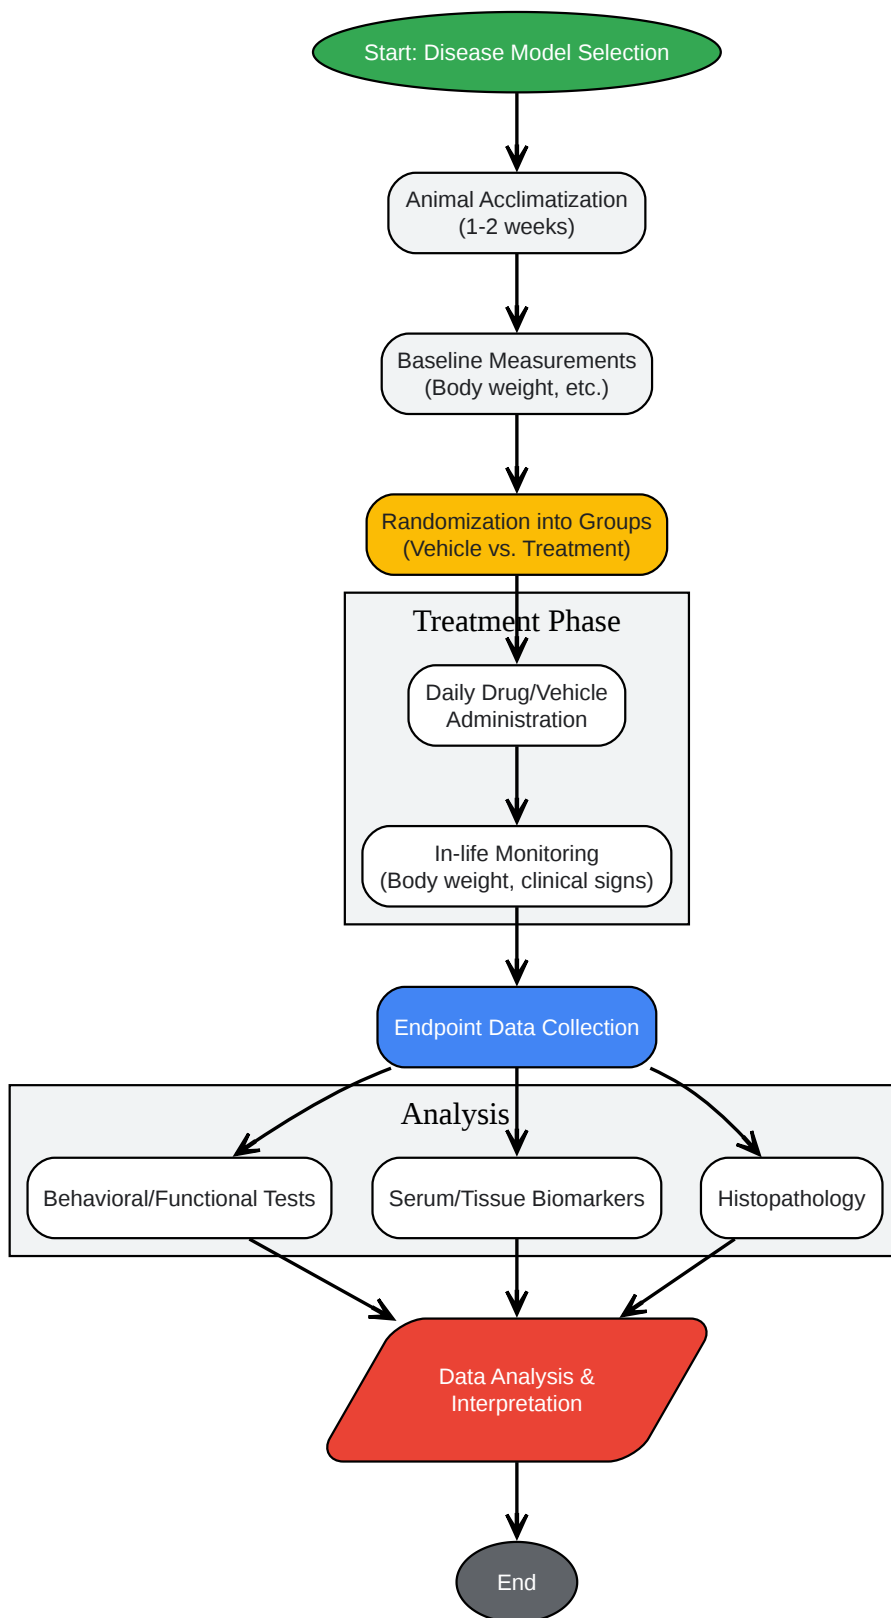 Start: Disease Model Selection
Animal Acclimatization
(1-2 weeks)
Baseline Measurements
(Body weight, etc.)
Randomization into Groups
(Vehicle vs. Treatment)
Treatment Phase
Daily Drug/Vehicle
Administration
In-life Monitoring
(Body weight, clinical signs)
Endpoint Data Collection
Analysis
Behavioral/Functional Tests
Serum/Tissue Biomarkers
Histopathology
Data Analysis &
Interpretation
End